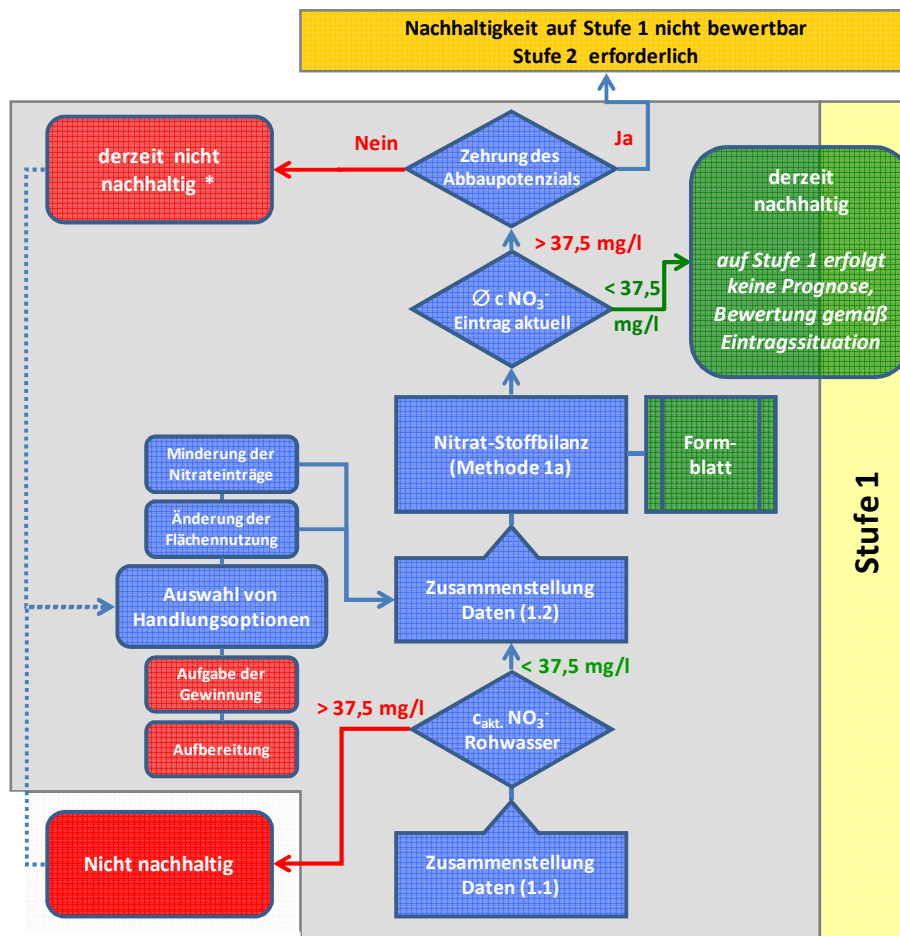 Nachhaltigkeit auf Stufe 1 nicht bewertbar
Stufe 2 erforderlich
derzeit nicht
nachhaltig *
Nein
Zehrung des
Abbaupotenzials
Ja
derzeit
nachhaltig
auf Stufe 1 erfolgt
keine Prognose,
Bewertung gemäß
Eintragssituation
> 37,5 mg/l
< 37,5
mg/l
Ø c NO₃⁻
Eintrag aktuell
Nitrat-Stoffbilanz
(Methode 1a)
Form-
blatt
Minderung der
Nitrateinträge
Änderung der
Flächennutzung
Auswahl von
Handlungsoptionen
Aufgabe der
Gewinnung
Aufbereitung
Zusammenstellung
Daten (1.2)
< 37,5 mg/l
> 37,5 mg/l
cakt. NO₃⁻
Rohwasser
Nicht nachhaltig
Zusammenstellung
Daten (1.1)
Stufe 1